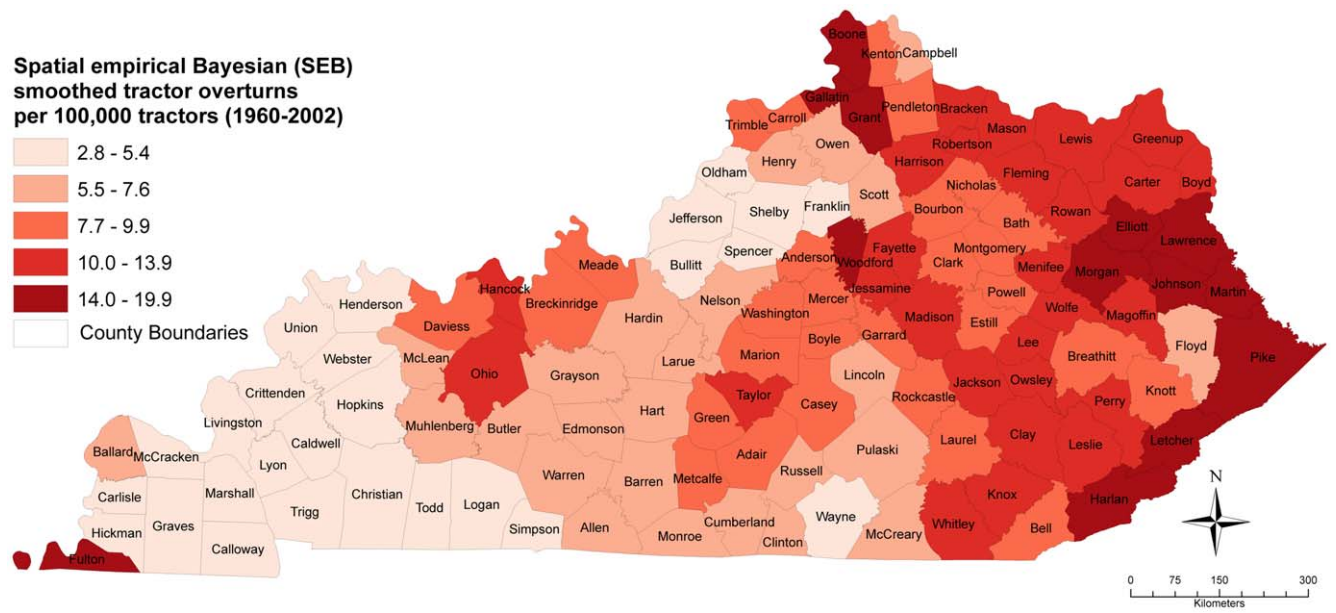 Spatial empirical Bayesian (SEB)
smoothed tractor overturns
per 100,000 tractors (1960-2002)
2.8 - 5.4
5.5 - 7.6
7.7 - 9.9
10.0 - 13.9
14.0 - 19.9
County Boundaries
Boone
Kenton
Campbell
Gallatin
Grant
Pendleton
Bracken
Trimble
Carroll
Owen
Mason
Robertson
Lewis
Greenup
Oldham
Henry
Harrison
Fleming
Carter
Boyd
Scott
Nicholas
Jefferson
Shelby
Franklin
Bourbon
Bath
Rowan
Elliott
Lawrence
Bullitt
Spencer
Anderson
Woodford
Fayette
Clark
Montgomery
Menifee
Morgan
Johnson
Martin
Meade
Hancock
Breckinridge
Nelson
Washington
Mercer
Jessamine
Madison
Powell
Estill
Wolfe
Magoffin
Henderson
Union
Daviess
Hardin
Boyle
Garrard
Lee
Breathitt
Floyd
Pike
Webster
McLean
Ohio
Grayson
Larue
Marion
Lincoln
Rockcastle
Jackson
Owsley
Knott
Perry
Crittenden
Hopkins
Taylor
Casey
Livingston
Muhlenberg
Butler
Edmonson
Hart
Green
Clay
Leslie
Letcher
Ballard
McCracken
Caldwell
Lyon
Warren
Barren
Metcalfe
Adair
Russell
Pulaski
Laurel
Carlisle
Marshall
Christian
Knox
Harlan
Hickman
Graves
Trigg
Todd
Logan
Simpson
Allen
Monroe
Cumberland
Clinton
Wayne
McCreary
Whitley
Bell
Calloway
Fulton
N
0 75 150 300
Kilometers